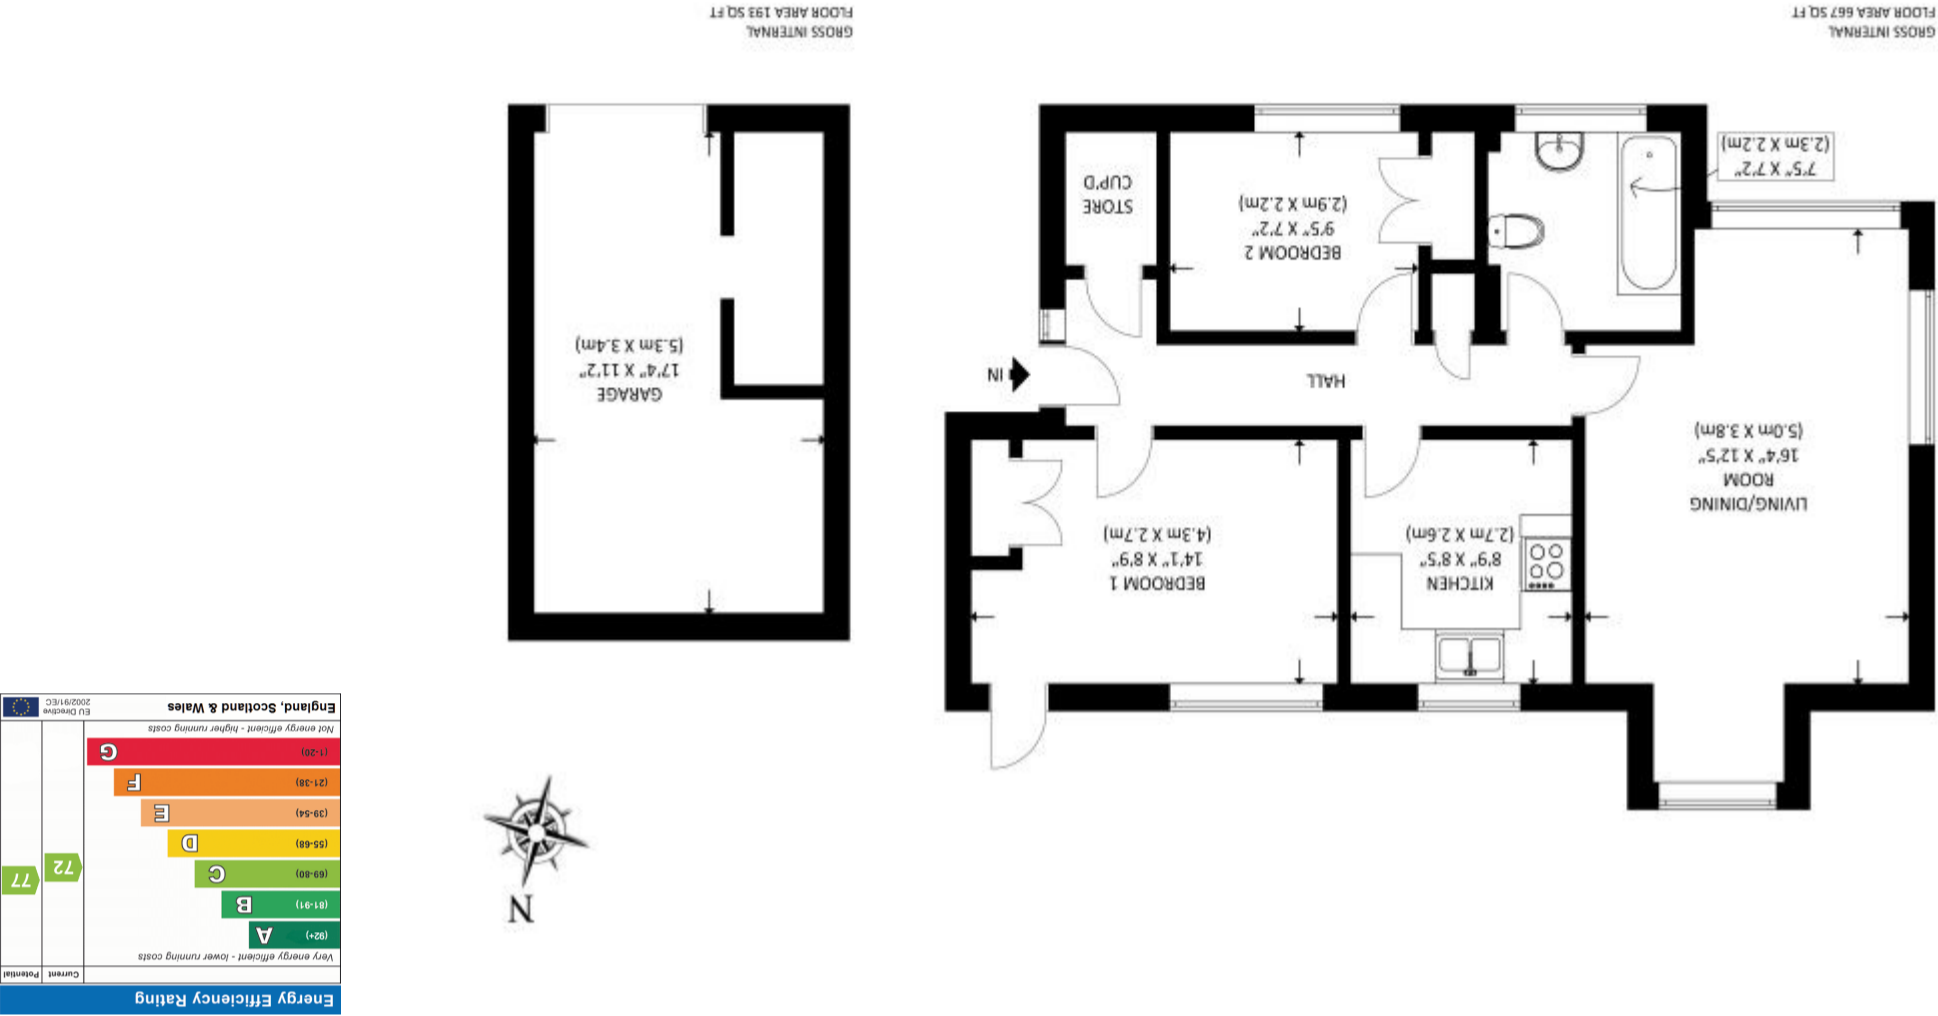 Energy Efficiency Rating
Current
Potential
Very energy efficient - lower running costs
(92+) A
(81-91) B
(69-80) C
(55-68) D
(39-54) E
(21-38) F
(1-20) G
72
77
Not energy efficient - higher running costs
England, Scotland & Wales
EU Directive
2002/91/EC
N
LIVING/DINING
ROOM
16'4" X 12'5"
(5.0m X 3.8m)
KITCHEN
8'9" X 8'5"
(2.7m X 2.6m)
BEDROOM 1
14'1" X 8'9"
(4.3m X 2.7m)
HALL
IN
BEDROOM 2
9'5" X 7'2"
(2.9m X 2.2m)
STORE
CUP'D
7'5" X 7'2"
(2.3m X 2.2m)
GARAGE
17'4" X 11'2"
(5.3m X 3.4m)
GROSS INTERNAL
FLOOR AREA 667 SQ FT
GROSS INTERNAL
FLOOR AREA 193 SQ FT